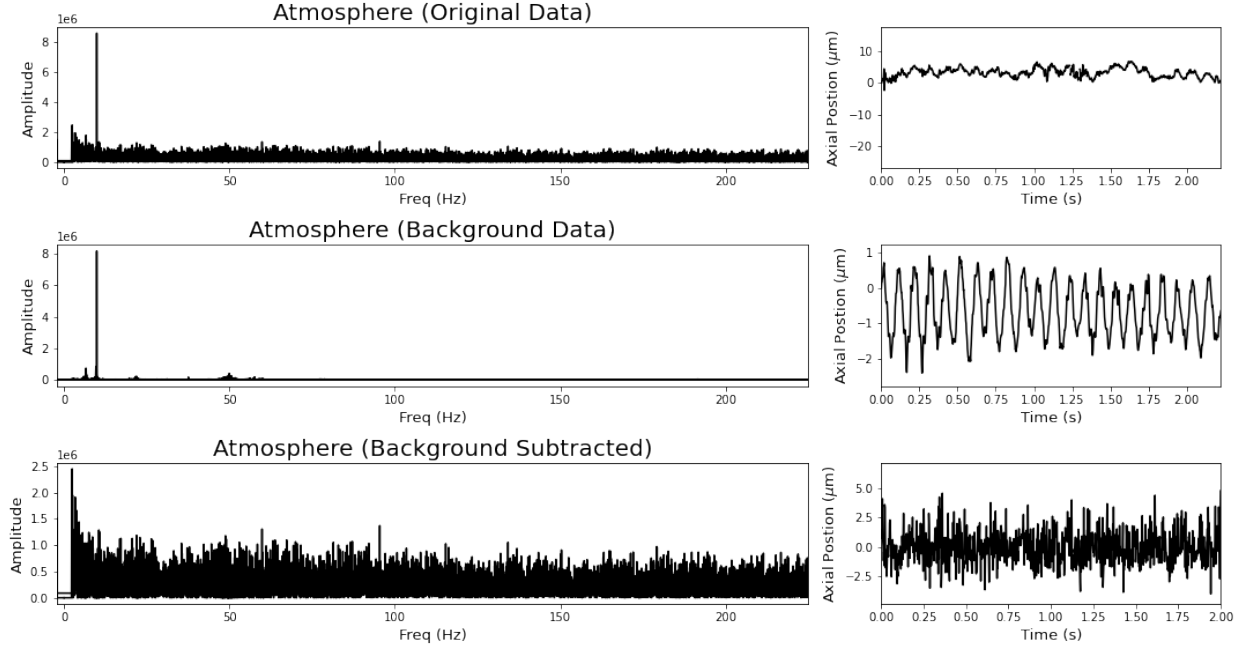 Atmosphere (Original Data)
1e6
8
6
4
2
0
Amplitude
0 50 100 150 200
Freq (Hz)
10
0
−10
−20
Axial Postion (μm)
0.00 0.25 0.50 0.75 1.00 1.25 1.50 1.75 2.00
Time (s)
Atmosphere (Background Data)
1e6
8
6
4
2
0
Amplitude
0 50 100 150 200
Freq (Hz)
1
0
−1
−2
Axial Postion (μm)
0.00 0.25 0.50 0.75 1.00 1.25 1.50 1.75 2.00
Time (s)
Atmosphere (Background Subtracted)
1e6
2.5
2.0
1.5
1.0
0.5
0.0
Amplitude
0 50 100 150 200
Freq (Hz)
5.0
2.5
0.0
−2.5
Axial Postion (μm)
0.00 0.25 0.50 0.75 1.00 1.25 1.50 1.75 2.00
Time (s)